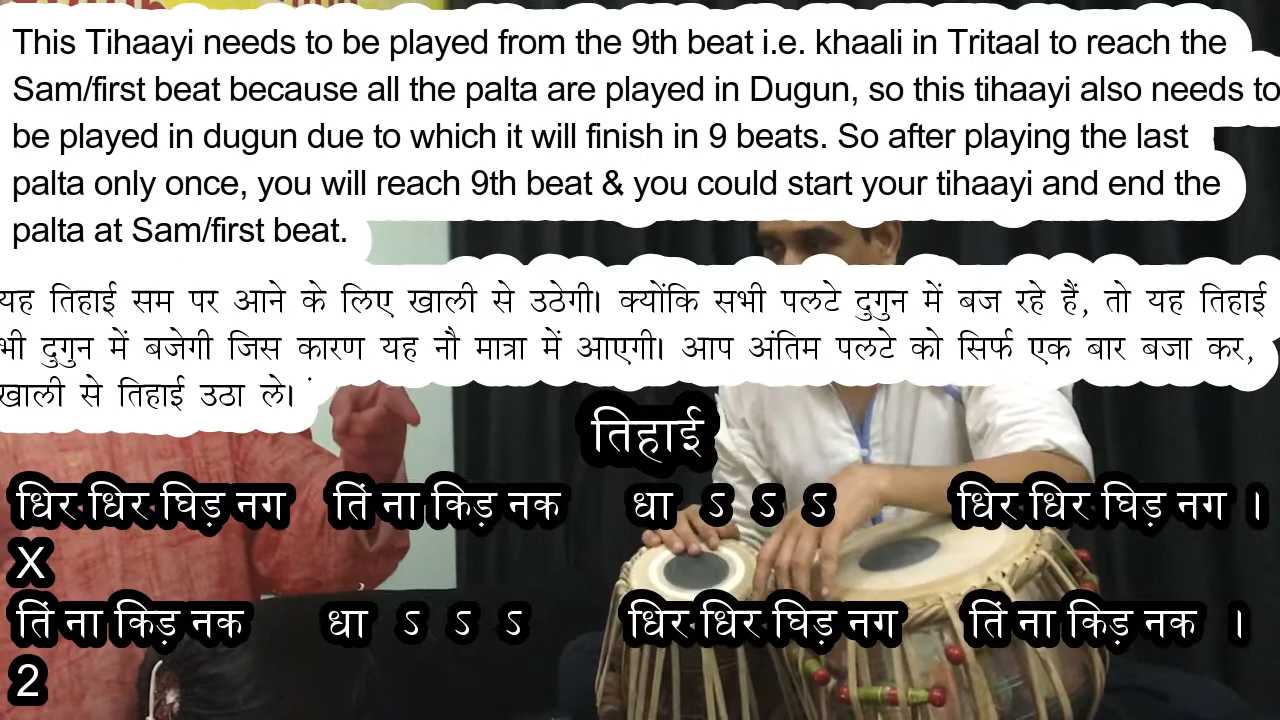 This Tihaayi needs to be played from the 9th beat i.e. khaali in Tritaal to reach the
Sam/first beat because all the palta are played in Dugun, so this tihaayi also needs to
be played in dugun due to which it will finish in 9 beats. So after playing the last
palta only once, you will reach 9th beat & you could start your tihaayi and end the
palta at Sam/first beat.
यह तिहाई सम पर आने के लिए खाली से उठेगी। क्योंकि सभी पलटे दुगुन में बज रहे हैं, तो यह तिहाई
भी दुगुन में बजेगी जिस कारण यह नौ मात्रा में आएगी। आप अंतिम पलटे को सिर्फ एक बार बजा कर,
खाली से तिहाई उठा ले।
तिहाई
धिर धिर घिड़ नग तिं ना किड़ नक धा ऽ ऽ ऽ धिर धिर घिड़ नग ।
X
तिं ना किड़ नक धा ऽ ऽ ऽ धिर धिर घिड़ नग तिं ना किड़ नक ।
2